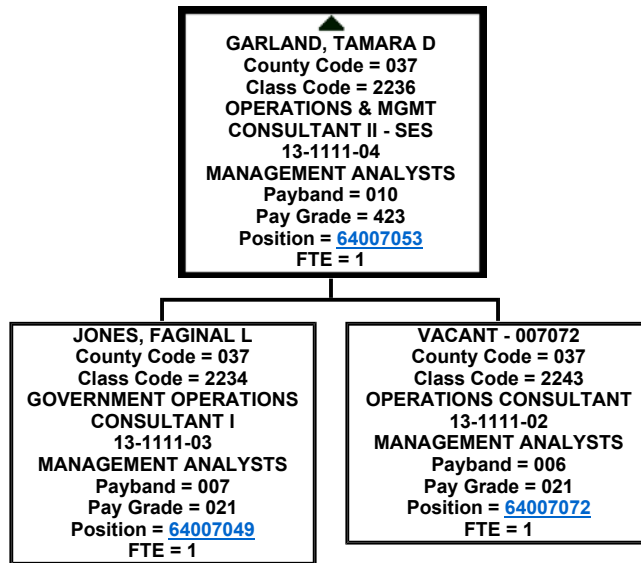 GARLAND, TAMARA D
County Code = 037
Class Code = 2236
OPERATIONS & MGMT
CONSULTANT II - SES
13-1111-04
MANAGEMENT ANALYSTS
Payband = 010
Pay Grade = 423
Position = 64007053
FTE = 1
JONES, FAGINAL L
County Code = 037
Class Code = 2234
GOVERNMENT OPERATIONS
CONSULTANT I
13-1111-03
MANAGEMENT ANALYSTS
Payband = 007
Pay Grade = 021
Position = 64007049
FTE = 1
VACANT - 007072
County Code = 037
Class Code = 2243
OPERATIONS CONSULTANT
13-1111-02
MANAGEMENT ANALYSTS
Payband = 006
Pay Grade = 021
Position = 64007072
FTE = 1